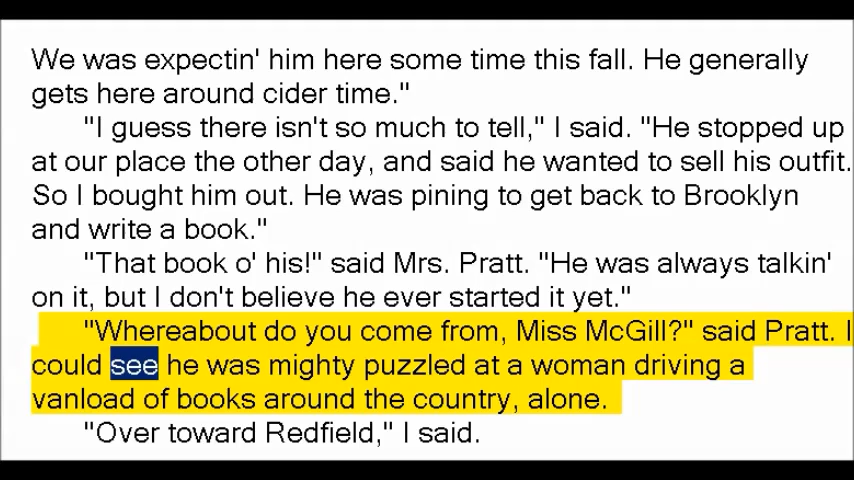 We was expectin' him here some time this fall. He generally
gets here around cider time."
"I guess there isn't so much to tell," I said. "He stopped up
at our place the other day, and said he wanted to sell his outfit.
So I bought him out. He was pining to get back to Brooklyn
and write a book."
"That book o' his!" said Mrs. Pratt. "He was always talkin'
on it, but I don't believe he ever started it yet."
"Whereabout do you come from, Miss McGill?" said Pratt. I
could see he was mighty puzzled at a woman driving a
vanload of books around the country, alone.
"Over toward Redfield," I said.